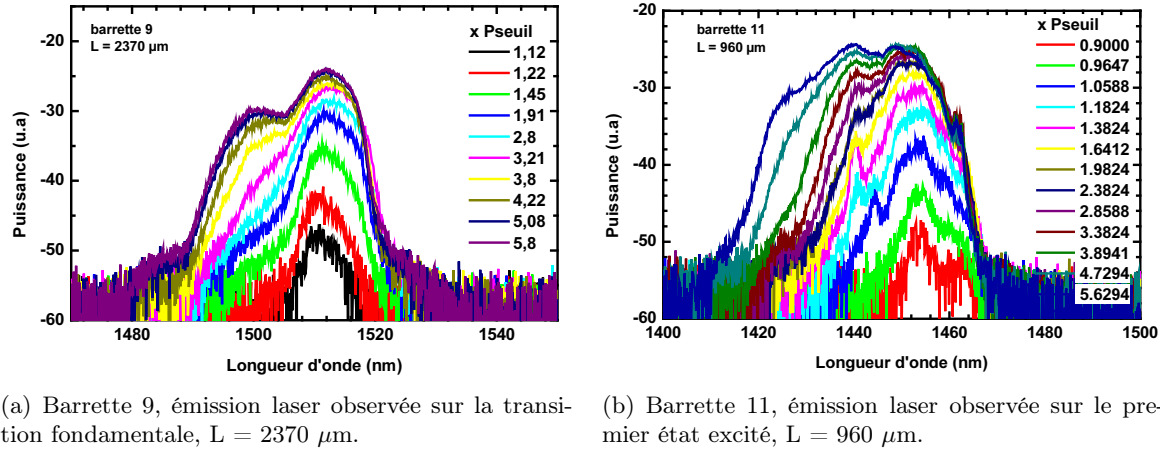 -20
-30
-40
-50
-60
Puissance (u.a)
barrette 9
L = 2370 µm
x Pseuil
1,12
1,22
1,45
1,91
2,8
3,21
3,8
4,22
5,08
5,8
1480 1500 1520 1540
Longueur d'onde (nm)
-20
-30
-40
-50
-60
Puissance (u.a)
barrette 11
L = 960 µm
x Pseuil
0.9000
0.9647
1.0588
1.1824
1.3824
1.6412
1.9824
2.3824
2.8588
3.3824
3.8941
4.7294
5.6294
1400 1420 1440 1460 1480 1500
Longueur d'onde (nm)
(a) Barrette 9, émission laser observée sur la transi-
tion fondamentale, L = 2370 µm.
(b) Barrette 11, émission laser observée sur le pre-
mier état excité, L = 960 µm.